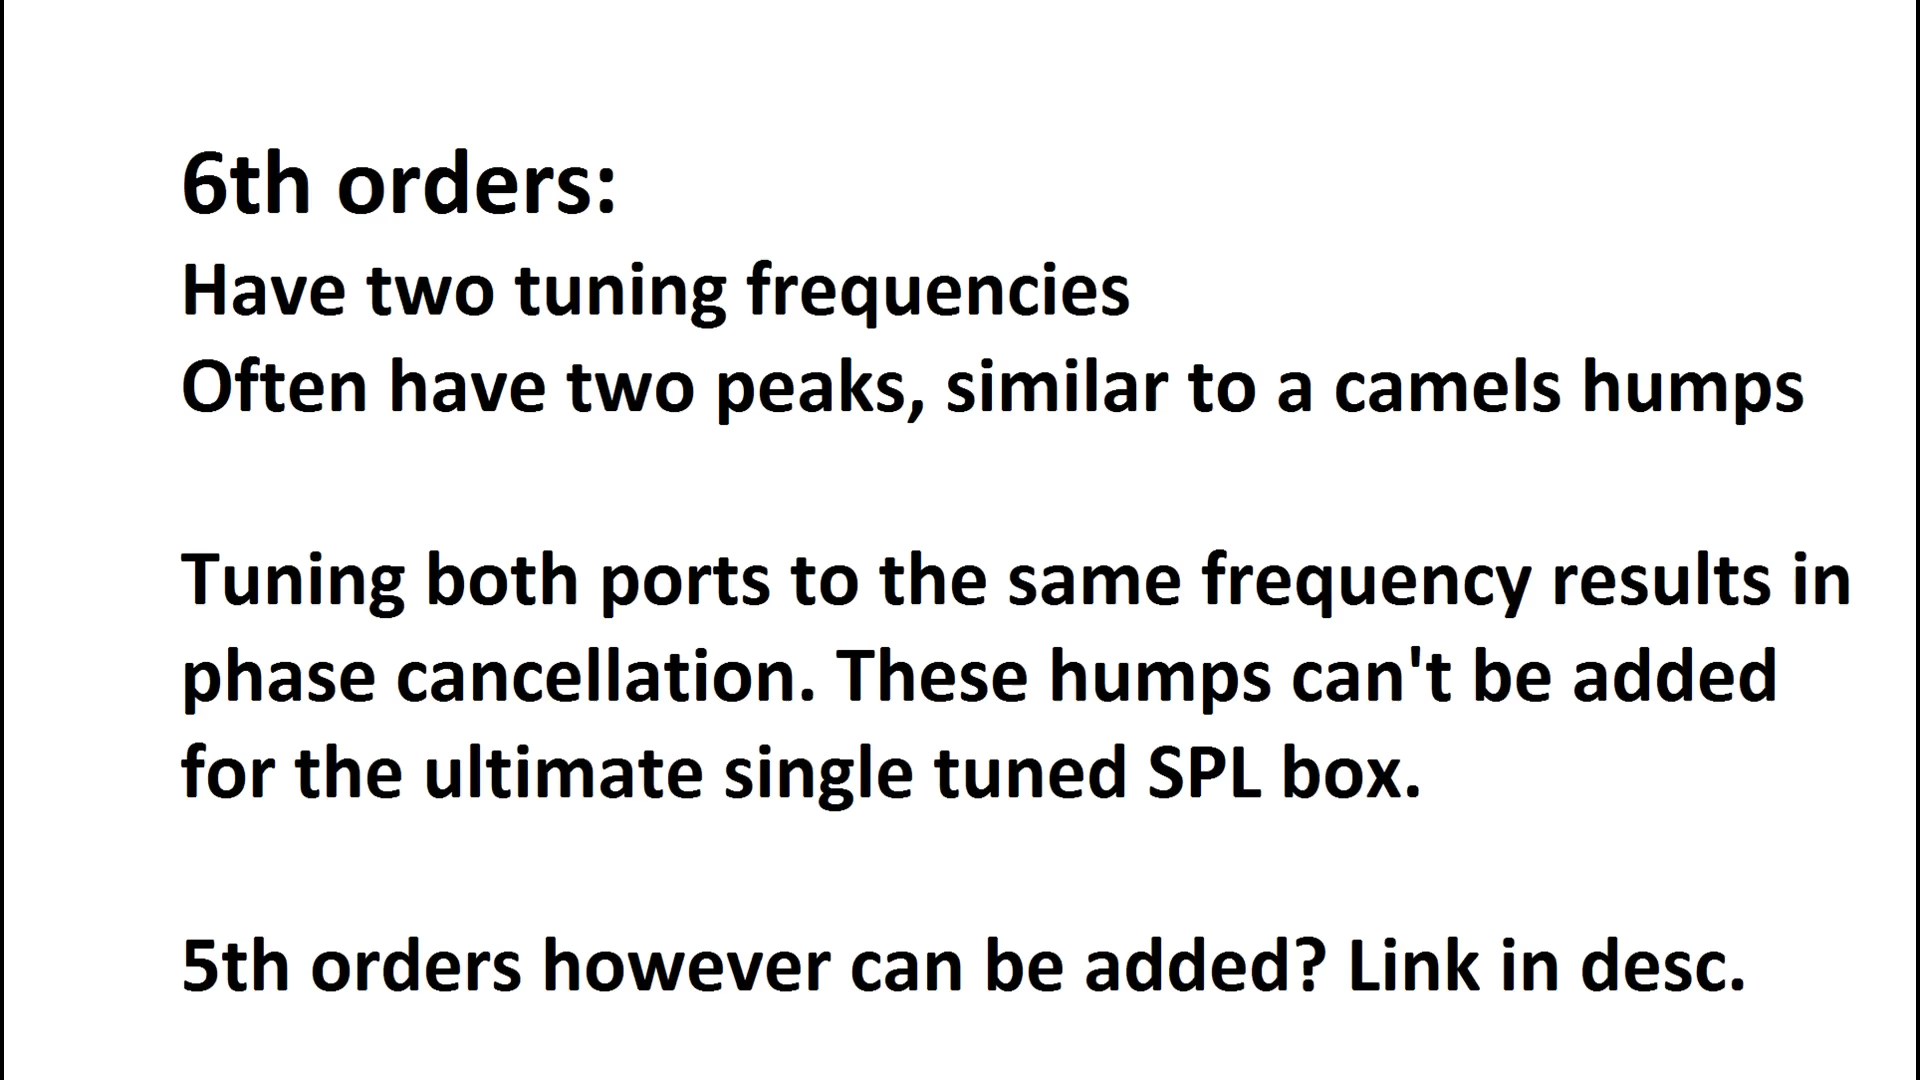 6th orders:
Have two tuning frequencies
Often have two peaks, similar to a camels humps
Tuning both ports to the same frequency results in
phase cancellation. These humps can't be added
for the ultimate single tuned SPL box.
5th orders however can be added? Link in desc.